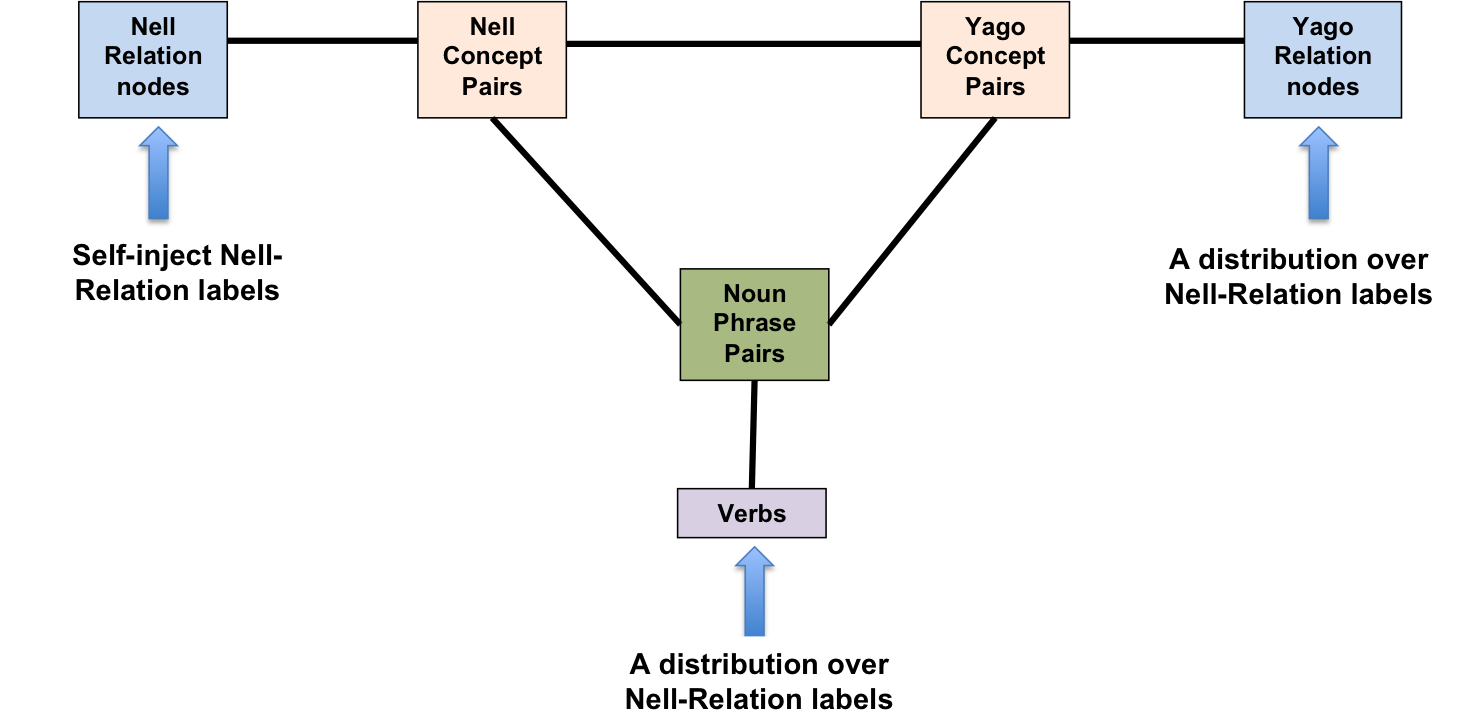 Nell
Relation
nodes
Nell
Concept
Pairs
Yago
Concept
Pairs
Yago
Relation
nodes
Self-inject Nell-
Relation labels
A distribution over
Nell-Relation labels
Noun
Phrase
Pairs
Verbs
A distribution over
Nell-Relation labels